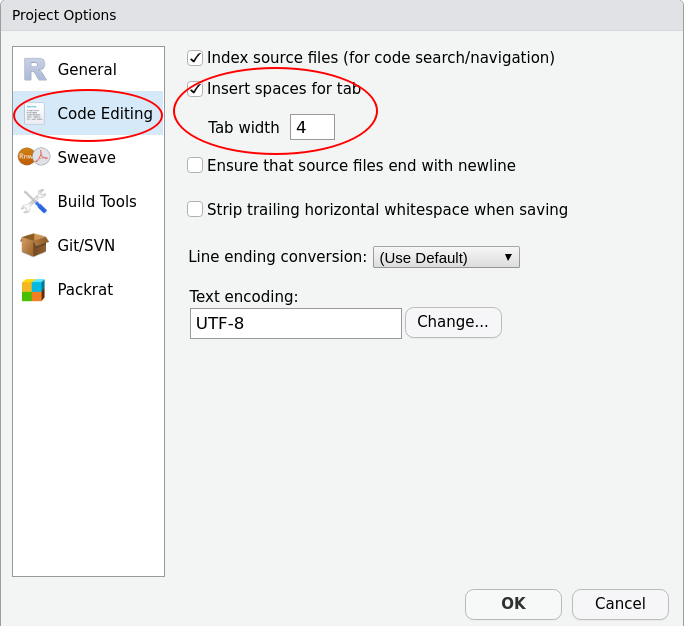 Project Options
General
Code Editing
Sweave
Build Tools
Git/SVN
Packrat
Index source files (for code search/navigation)
Insert spaces for tab
Tab width 4
Ensure that source files end with newline
Strip trailing horizontal whitespace when saving
Line ending conversion: (Use Default)
Text encoding:
UTF-8 Change...
OK Cancel